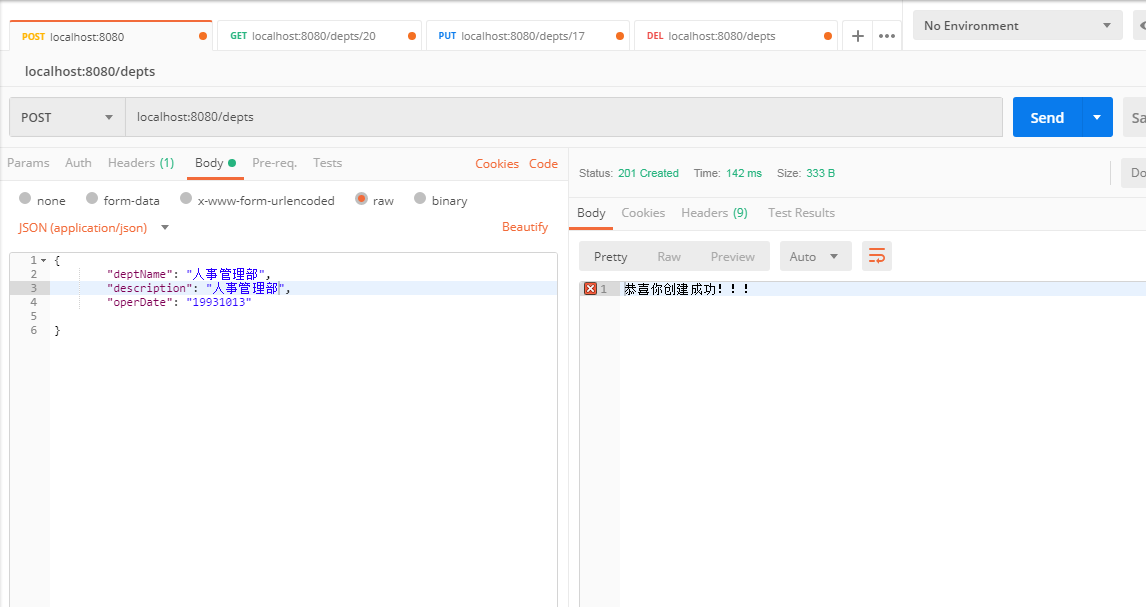 POST localhost:8080
GET localhost:8080/depts/20
PUT localhost:8080/depts/17
DEL localhost:8080/depts
No Environment
localhost:8080/depts
POST localhost:8080/depts Send Sa
Params Auth Headers (1) Body Pre-req. Tests Cookies Code
none form-data x-www-form-urlencoded raw binary
JSON (application/json) Beautify
1 {
2 "deptName": "人事管理部",
3 "description": "人事管理部",
4 "operDate": "19931013"
5
6 }
Status: 201 Created Time: 142 ms Size: 333 B Do
Body Cookies Headers (9) Test Results
Pretty Raw Preview Auto
1 恭喜你创建成功！！！